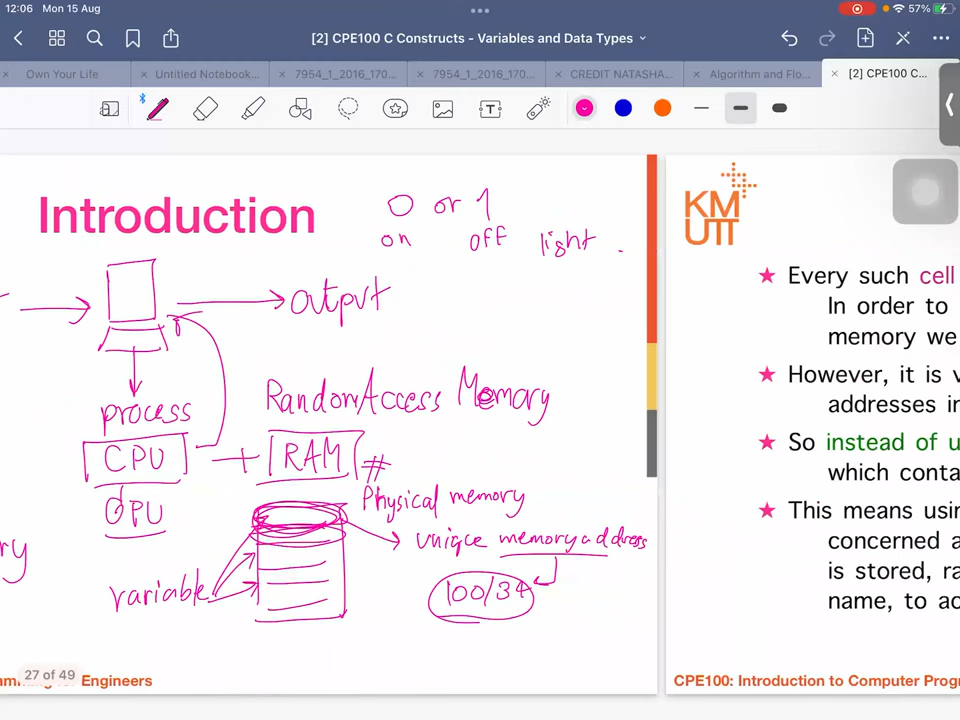 12:06 Mon 15 Aug
57%
[2] CPE100 C Constructs - Variables and Data Types
Own Your Life
Untitled Notebook...
7954_1_2016_170...
7954_1_2016_170...
CREDIT NATASHA...
Algorithm and Flo...
[2] CPE100 C...
Introduction
0 or 1
on off light
output
process
Random Access Memory
CPU + RAM #
GPU
Physical memory
unique memory address
variable
100/34
27 of 49
for Engineers
KM
UTT
★ Every such cell
In order to
memory we
★ However, it is v
addresses in
★ So instead of u
which conta
★ This means usin
concerned a
is stored, ra
name, to ac
CPE100: Introduction to Computer Prog